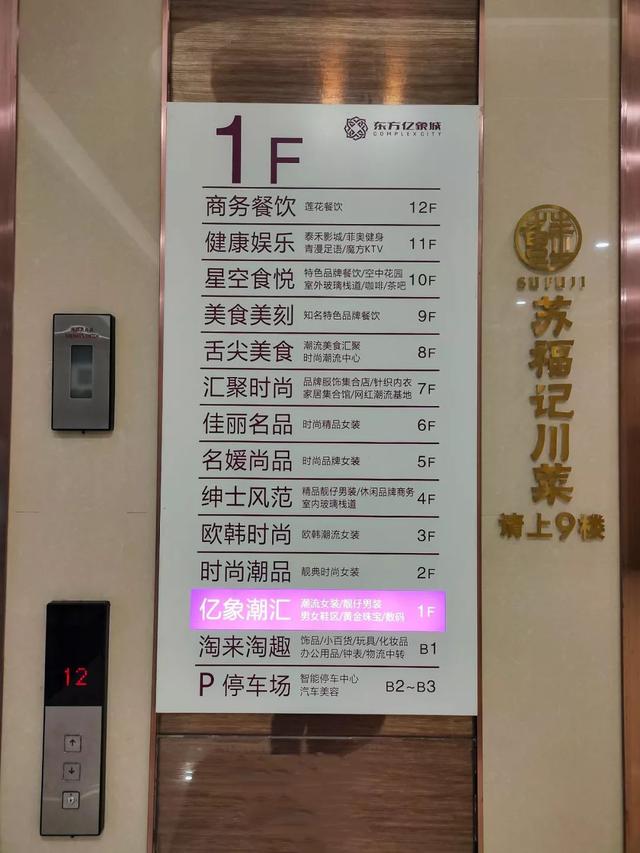 1F
东方亿象城
COMPLEXCITY
商务餐饮 莲花餐饮 12F
健康娱乐 泰禾影城/菲奥健身 11F
青漫足语/魔方KTV
星空食悦 特色品牌餐饮/空中花园 10F
室外玻璃栈道/咖啡/茶吧
美食美刻 知名特色品牌餐饮 9F
舌尖美食 潮流美食汇聚 8F
时尚潮流中心
汇聚时尚 品牌服饰集合店/针织内衣 7F
家居集合馆/网红潮流基地
佳丽名品 时尚精品女装 6F
名媛尚品 时尚品牌女装 5F
绅士风范 精品靓仔男装/休闲品牌商务 4F
室内玻璃栈道
欧韩时尚 欧韩潮流女装 3F
时尚潮品 靓典时尚女装 2F
亿象潮汇 潮流女装/靓仔男装 1F
男女鞋区/黄金珠宝/数码
淘来淘趣 饰品/小百货/玩具/化妆品 B1
办公用品/钟表/物流中转
P 停车场 智能停车中心 B2~B3
汽车美容
SUFUJI
苏福记川菜
请上9楼
12